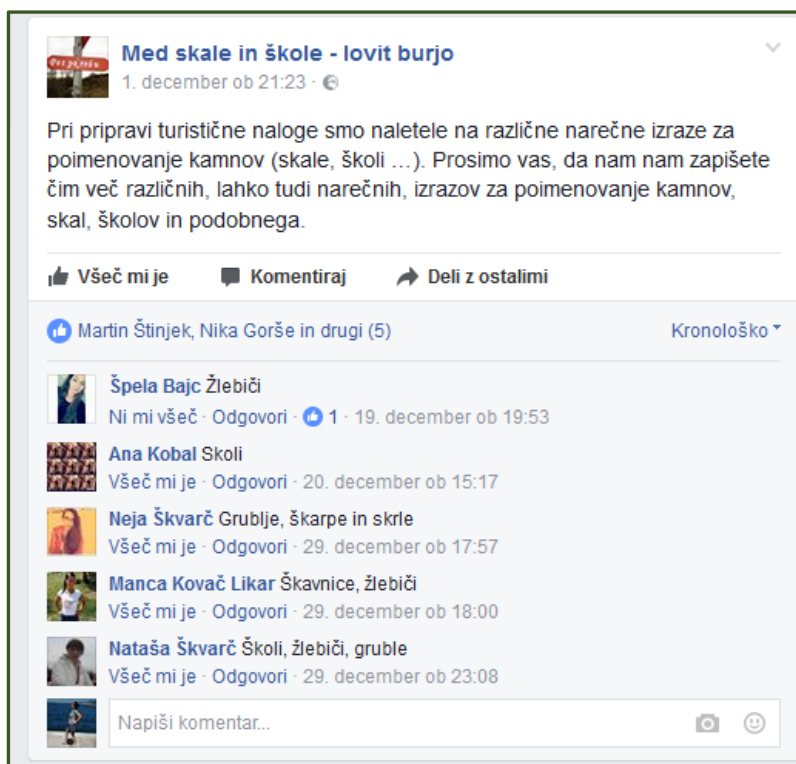 Med skale in škole - lovit burjo
1. december ob 21:23 ·
Pri pripravi turistične naloge smo naletele na različne narečne izraze za
poimenovanje kamnov (skale, školi ...). Prosimo vas, da nam nam zapišete
čim več različnih, lahko tudi narečnih, izrazov za poimenovanje kamnov,
skal, školov in podobnega.
Všeč mi je Komentiraj Deli z ostalimi
Martin Štinjek, Nika Gorše in drugi (5) Kronološko
Špela Bajc Žlebiči
Ni mi všeč · Odgovori · 1 · 19. december ob 19:53
Ana Kobal Skoli
Všeč mi je · Odgovori · 20. december ob 15:17
Neja Škvarč Grublje, škarpe in skrle
Všeč mi je · Odgovori · 29. december ob 17:57
Manca Kovač Likar Škavnice, žlebiči
Všeč mi je · Odgovori · 29. december ob 18:00
Nataša Škvarč Školi, žlebiči, gruble
Všeč mi je · Odgovori · 29. december ob 23:08
Napiši komentar...